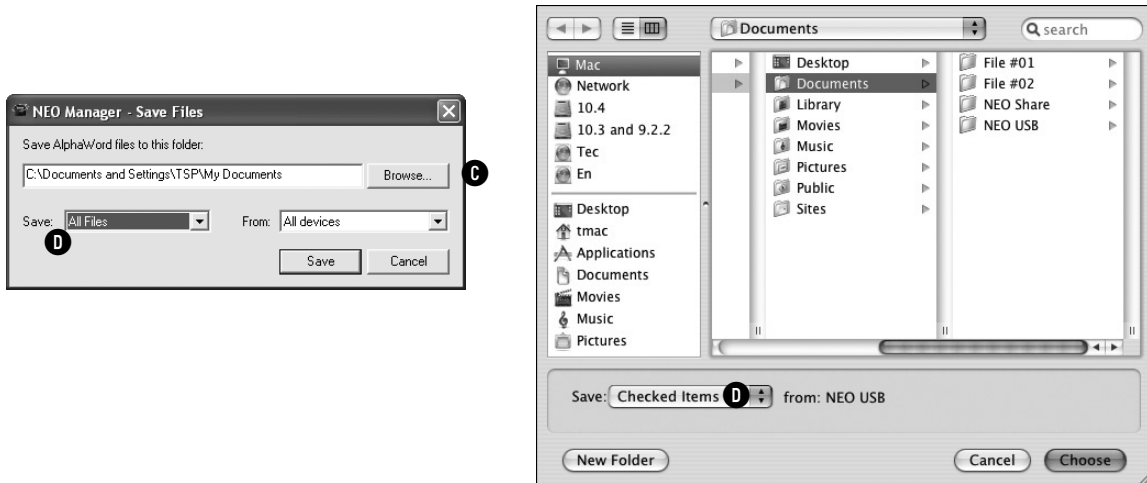 NEO Manager - Save Files
Save AlphaWord files to this folder:
C:\Documents and Settings\TSP\My Documents
Browse...
C
Save:
All Files
From:
All devices
D
Save
Cancel
Documents
search
Mac
Network
10.4
10.3 and 9.2.2
Tec
En
Desktop
tmac
Applications
Documents
Movies
Music
Pictures
Desktop
Documents
Library
Movies
Music
Pictures
Public
Sites
File #01
File #02
NEO Share
NEO USB
Save: Checked Items D from: NEO USB
New Folder
Cancel
Choose